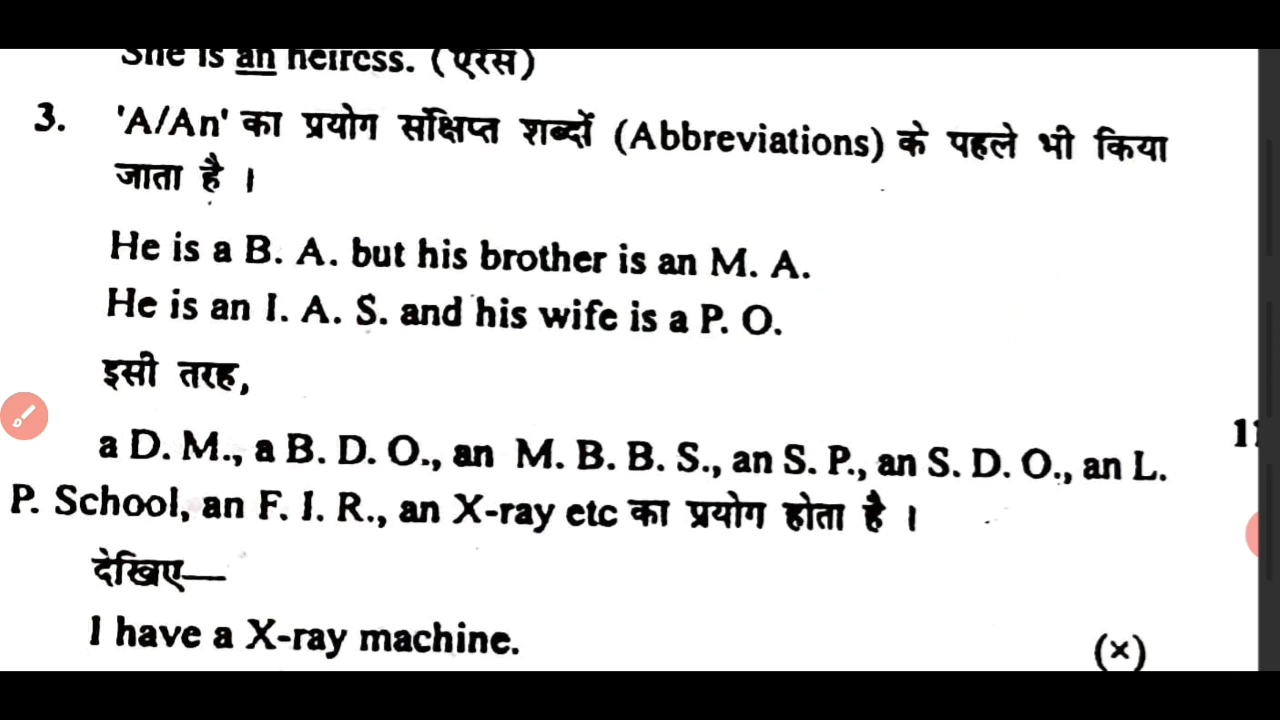 She is an heiress. (एरेस)
3. 'A/An' का प्रयोग संक्षिप्त शब्दों (Abbreviations) के पहले भी किया
जाता है ।
He is a B. A. but his brother is an M. A.
He is an I. A. S. and his wife is a P. O.
इसी तरह,
a D. M., a B. D. O., an M. B. B. S., an S. P., an S. D. O., an L.
P. School, an F. I. R., an X-ray etc का प्रयोग होता है ।
देखिए—
I have a X-ray machine. (×)